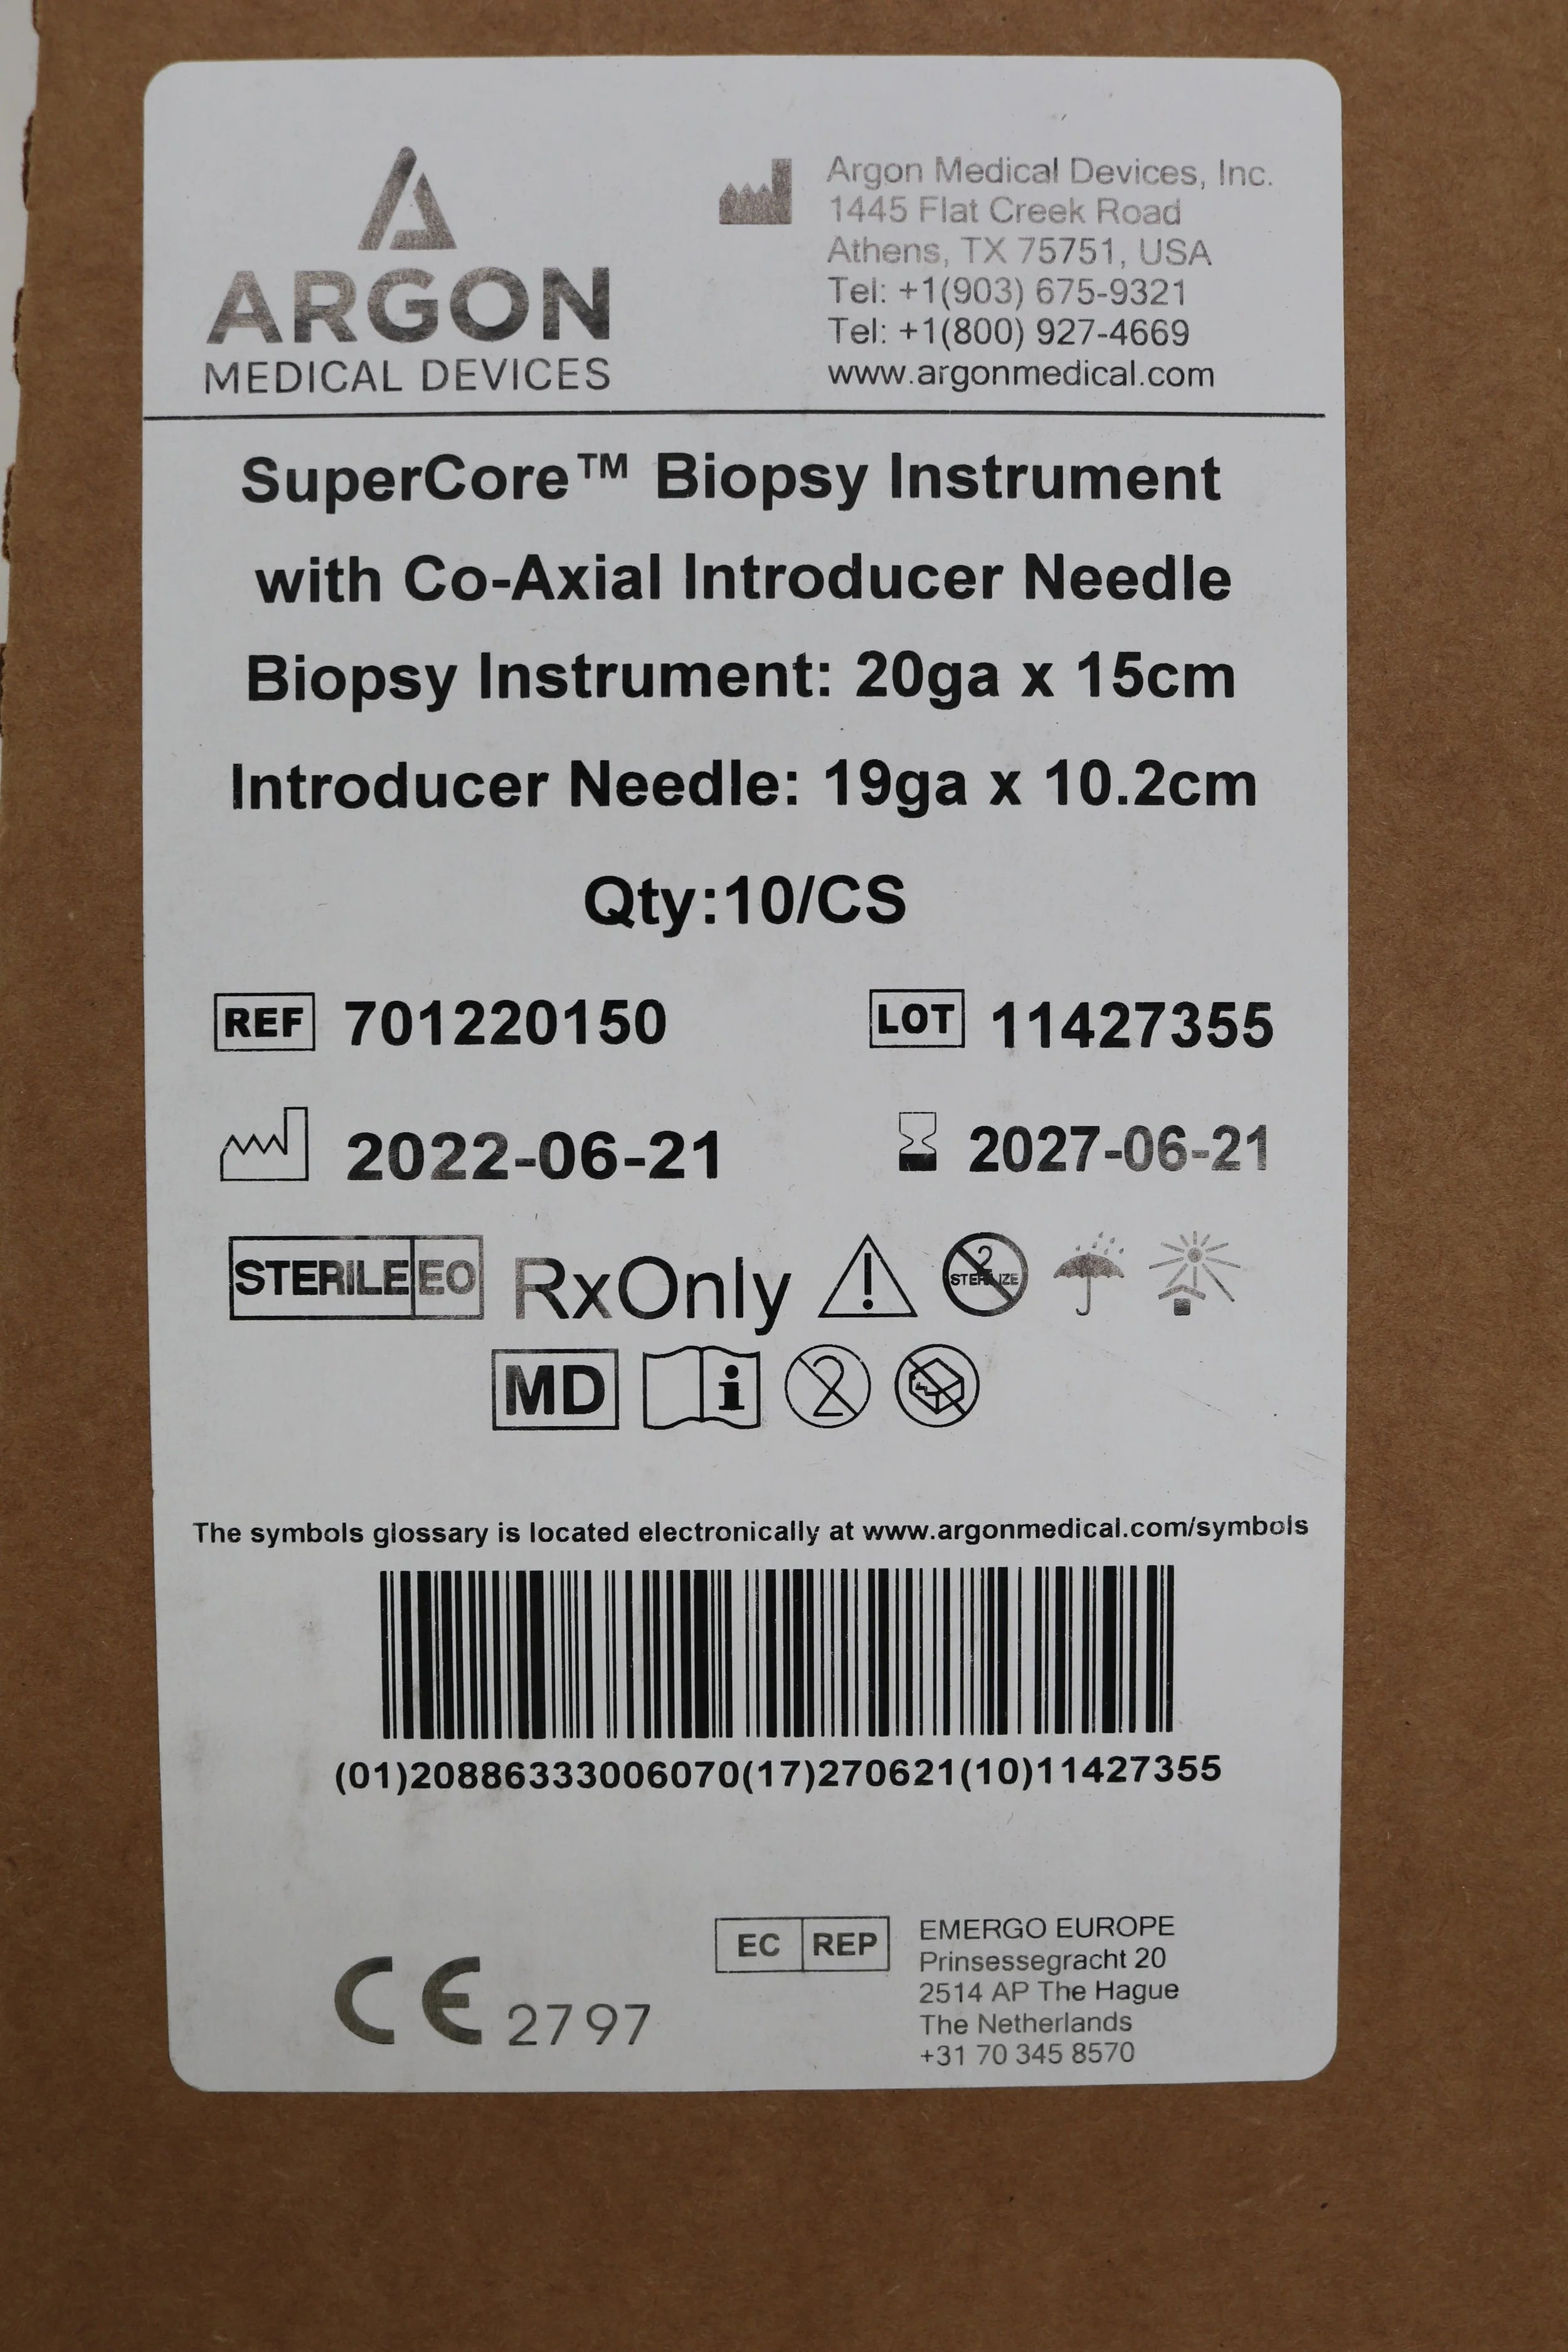 ARGON
MEDICAL DEVICES
Argon Medical Devices, Inc.
1445 Flat Creek Road
Athens, TX 75751, USA
Tel: +1(903) 675-9321
Tel: +1(800) 927-4669
www.argonmedical.com
SuperCore™ Biopsy Instrument
with Co-Axial Introducer Needle
Biopsy Instrument: 20ga x 15cm
Introducer Needle: 19ga x 10.2cm
Qty:10/CS
REF 701220150
LOT 11427355
2022-06-21
2027-06-21
STERILE EO RxOnly ! 2 STERILIZE
MD i 2
The symbols glossary is located electronically at www.argonmedical.com/symbols
(01)20886333006070(17)270621(10)11427355
CE 2797
EC REP
EMERGO EUROPE
Prinsessegracht 20
2514 AP The Hague
The Netherlands
+31 70 345 8570